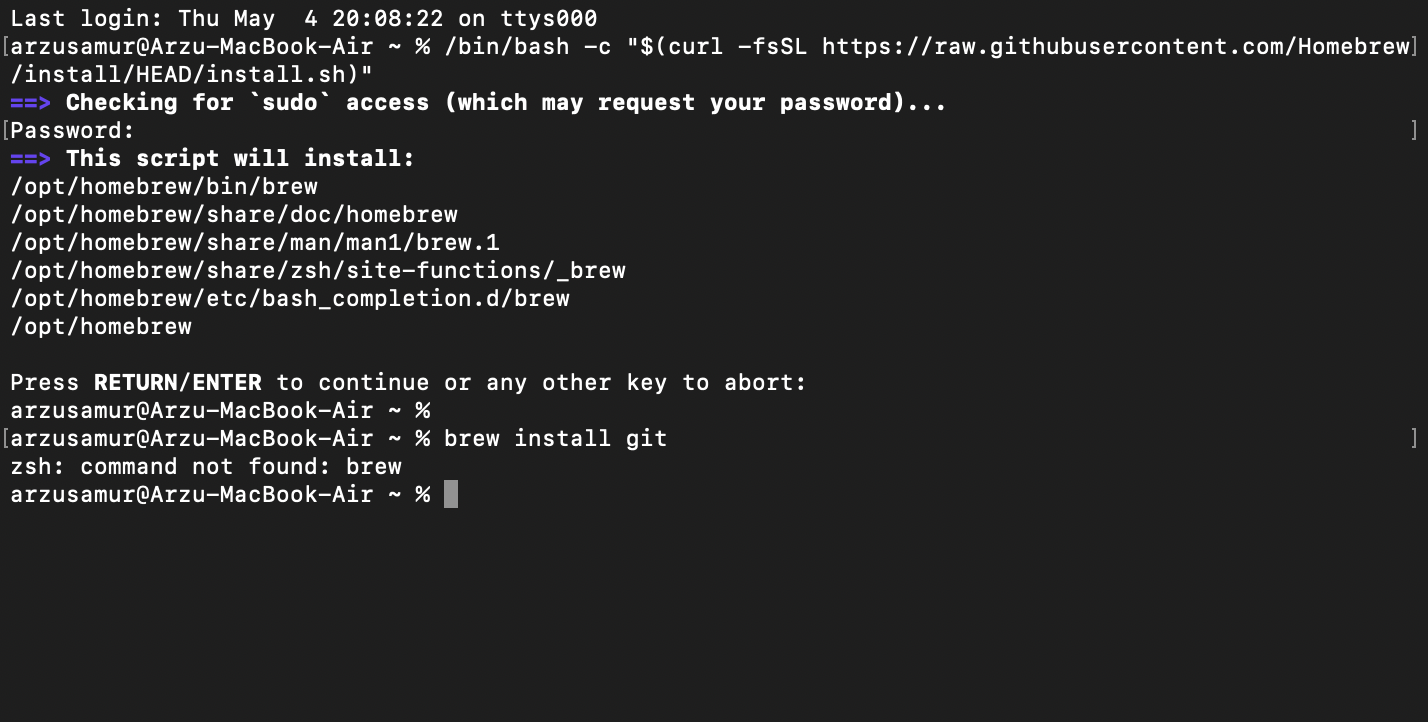 Last login: Thu May  4 20:08:22 on ttys000
[arzusamur@Arzu-MacBook-Air ~ % /bin/bash -c "$(curl -fsSL https://raw.githubusercontent.com/Homebrew]
/install/HEAD/install.sh)"
==> Checking for `sudo` access (which may request your password)...
[Password: ]
==> This script will install:
/opt/homebrew/bin/brew
/opt/homebrew/share/doc/homebrew
/opt/homebrew/share/man/man1/brew.1
/opt/homebrew/share/zsh/site-functions/_brew
/opt/homebrew/etc/bash_completion.d/brew
/opt/homebrew
Press RETURN/ENTER to continue or any other key to abort:
arzusamur@Arzu-MacBook-Air ~ %
[arzusamur@Arzu-MacBook-Air ~ % brew install git ]
zsh: command not found: brew
arzusamur@Arzu-MacBook-Air ~ %